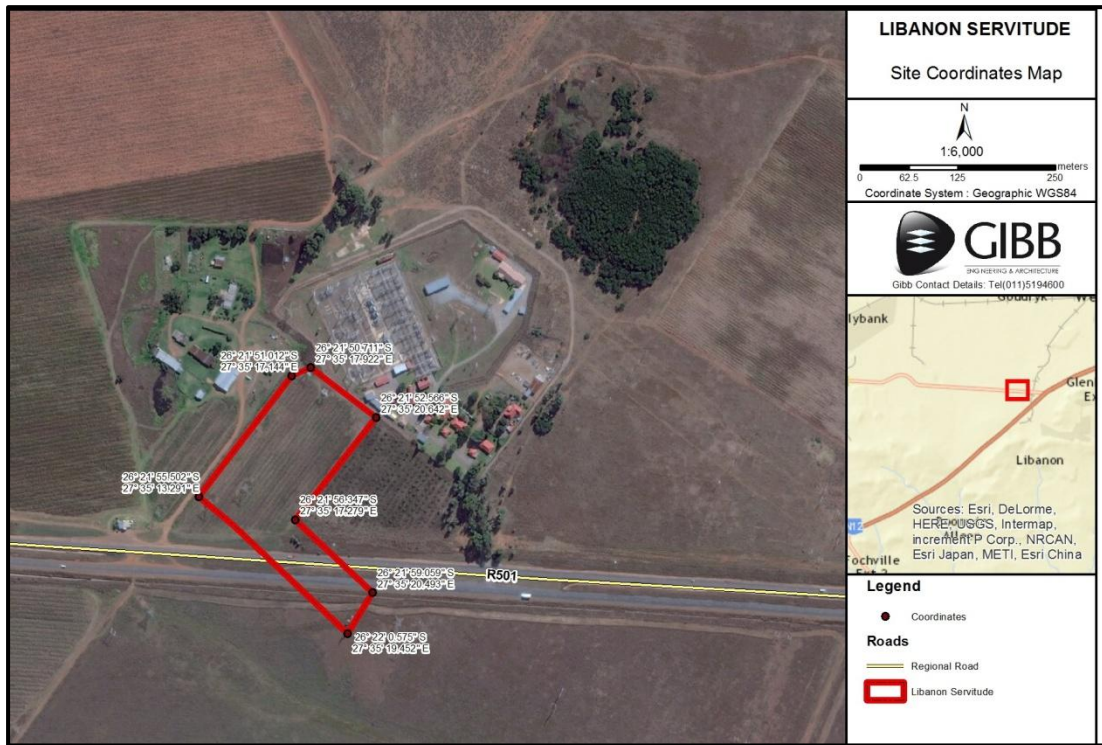 LIBANON SERVITUDE
Site Coordinates Map
N
1:6,000
meters
0 62.5 125 250
Coordinate System : Geographic WGS84
GIBB
ENGINEERING & ARCHITECTURE
Gibb Contact Details: Tel(011)5194600
26° 21' 50.711" S
27° 35' 17.922" E
26° 21' 51.012" S
27° 35' 17.144" E
26° 21' 52.566" S
27° 35' 20.642" E
26° 21' 55.502" S
27° 35' 13.291" E
26° 21' 56.347" S
27° 35' 17.279" E
R501
26° 21' 59.059" S
27° 35' 20.493" E
26° 22' 0.575" S
27° 35' 19.452" E
lybank
Glen
Ex
Libanon
N12
Fochville
Sources: Esri, DeLorme,
HERE, USGS, Intermap,
increment P Corp., NRCAN,
Esri Japan, METI, Esri China
Legend
Coordinates
Roads
Regional Road
Libanon Servitude